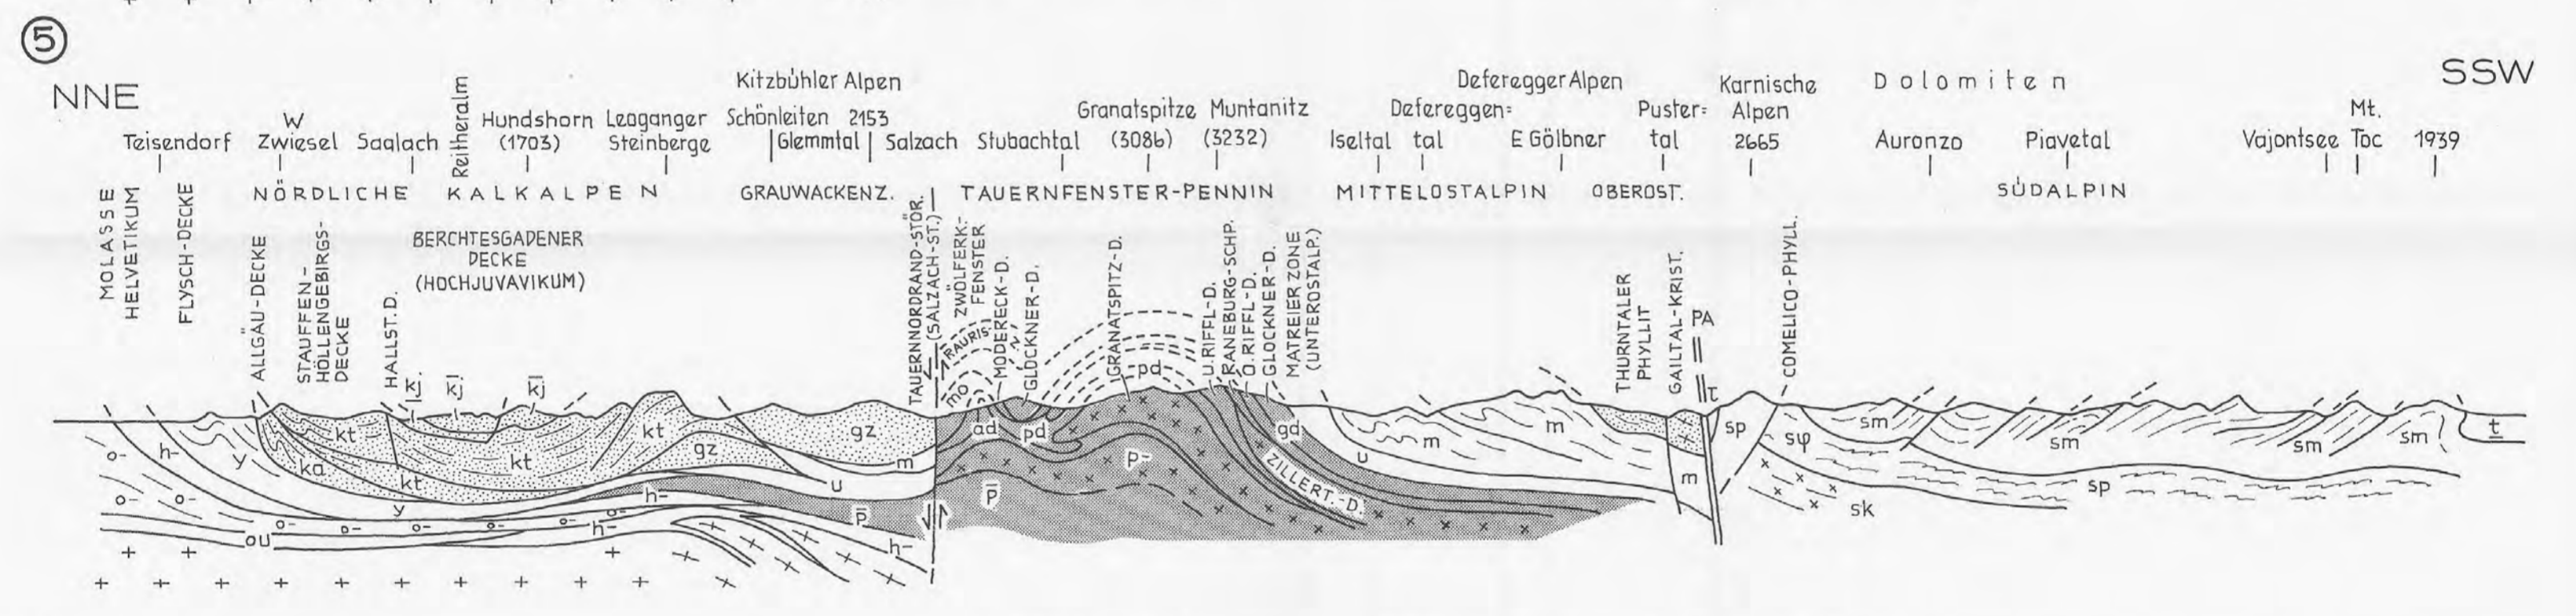 5
NNE
SSW
Kitzbühler Alpen
Deferegger Alpen
Karnische
Alpen
2665
Dolomiten
Teisendorf
W
Zwiesel
Saalach
Reitheralm
Hundshorn
(1703)
Leoganger
Steinberge
Schönleiten 2153
Glemmtal
Salzach
Stubachtal
Granatspitze
(3086)
Muntanitz
(3232)
Iseltal
Defereggen=
tal
E Gölbner
Puster=
tal
Auronzo
Piavetal
Vajontsee
Mt.
Toc
1939
MOLASSE
HELVETIKUM
FLYSCH-DECKE
NÖRDLICHE KALKALPEN
GRAUWACKENZ.
TAUERNFENSTER-PENNIN
MITTELOSTALPIN
OBEROST.
SÜDALPIN
ALLGÄU-DECKE
STAUFFEN-
HÖLLENGEBIRGS-
DECKE
HALLST.D.
BERCHTESGADENER
DECKE
(HOCHJUVAVIKUM)
TAUERNNORDRAND-STÖR.
(SALZACH-ST.)
ZWÖLFERK.-
FENSTER
MODERECK-D.
GLOCKNER-D.
GRANATSPITZ-D.
U.RIFFL-D.
RANEBURG-SCHP.
O.RIFFL-D.
GLOCKNER-D.
MATREIER ZONE
(UNTEROSTALP.)
THURNTALER
PHYLLIT
GAILTAL-KRIST.
PA
COMELICO-PHYLL.
RAURIS
kj kj kj
mo
pd
τ
kt kt gz ad pd gd m m sp sφ sm sm sm sm t
ka kt gz m p- u m sp
kt y h- u p̅ p̅ ZILLERT.-D. sk
o- h- y
o- o- o- o- o- o- o- o-
ou h- h-